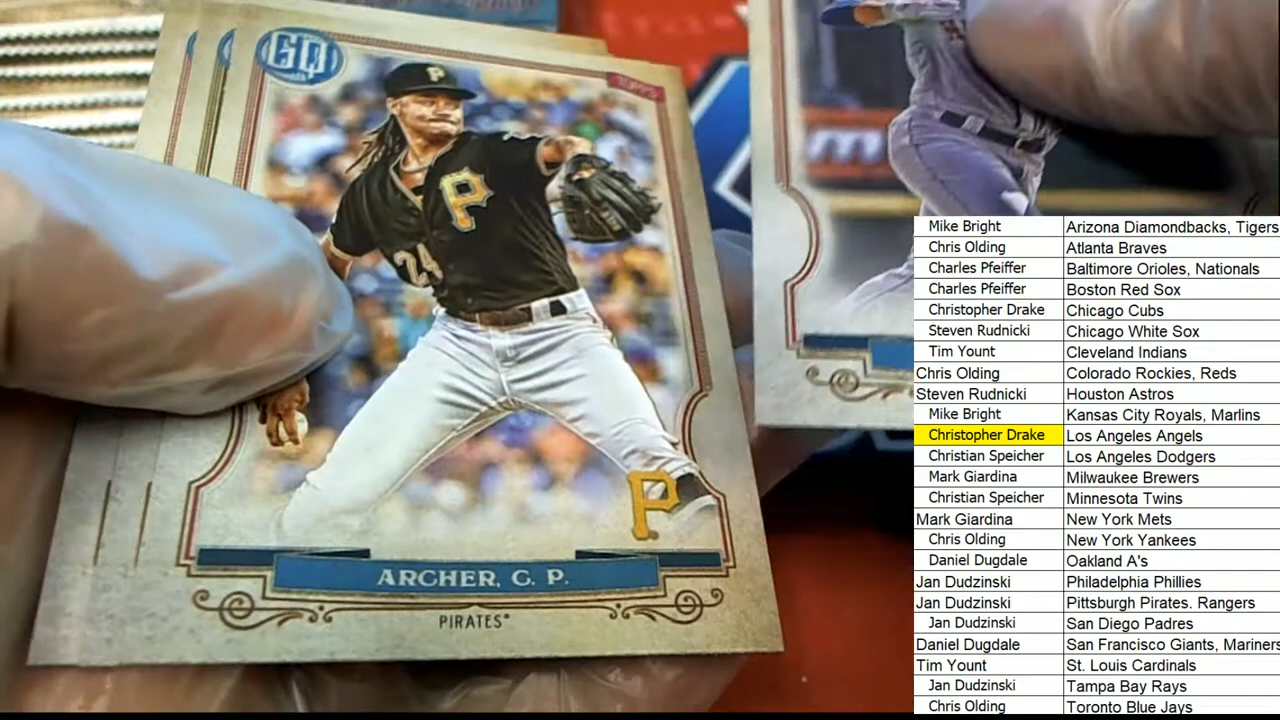 GQ
TOPPS
P
P
24
P
ARCHER, C. P.
PIRATES
m
Mike Bright Arizona Diamondbacks, Tigers
Chris Olding Atlanta Braves
Charles Pfeiffer Baltimore Orioles, Nationals
Charles Pfeiffer Boston Red Sox
Christopher Drake Chicago Cubs
Steven Rudnicki Chicago White Sox
Tim Yount Cleveland Indians
Chris Olding Colorado Rockies, Reds
Steven Rudnicki Houston Astros
Mike Bright Kansas City Royals, Marlins
Christopher Drake Los Angeles Angels
Christian Speicher Los Angeles Dodgers
Mark Giardina Milwaukee Brewers
Christian Speicher Minnesota Twins
Mark Giardina New York Mets
Chris Olding New York Yankees
Daniel Dugdale Oakland A's
Jan Dudzinski Philadelphia Phillies
Jan Dudzinski Pittsburgh Pirates. Rangers
Jan Dudzinski San Diego Padres
Daniel Dugdale San Francisco Giants, Mariners
Tim Yount St. Louis Cardinals
Jan Dudzinski Tampa Bay Rays
Chris Olding Toronto Blue Jays